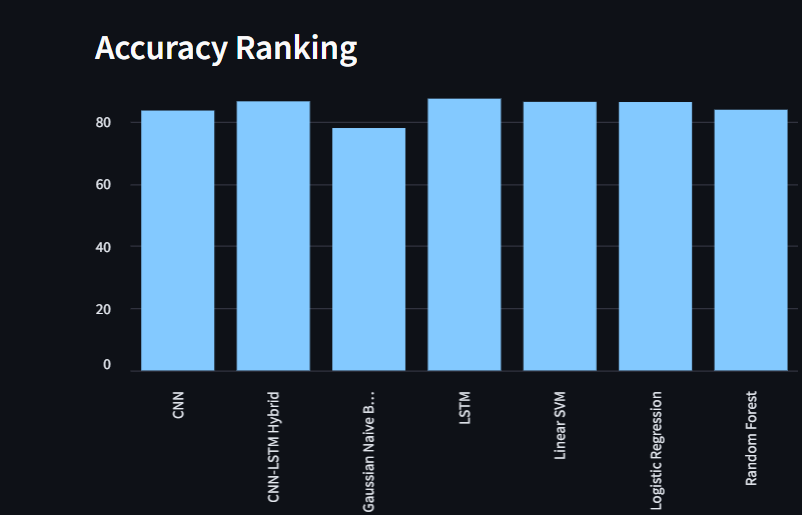 Accuracy Ranking
80
60
40
20
0
CNN
CNN-LSTM Hybrid
Gaussian Naive B…
LSTM
Linear SVM
Logistic Regression
Random Forest